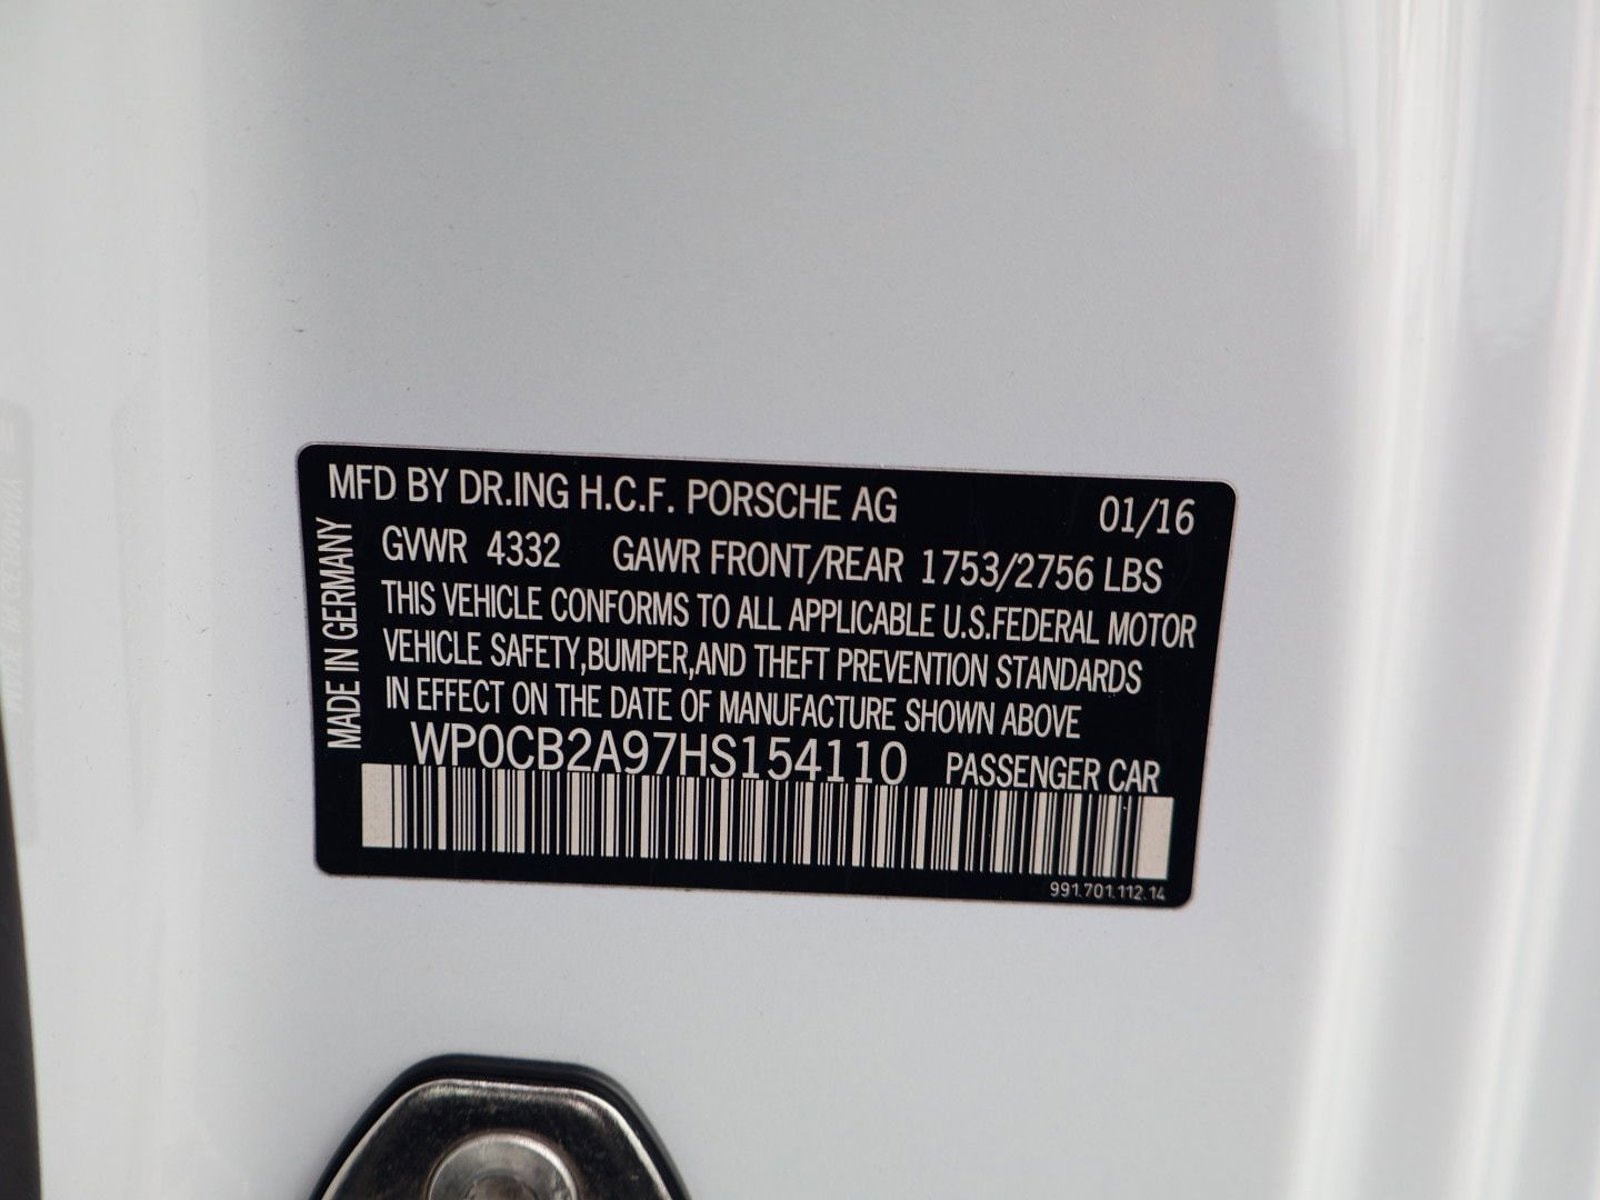 MFD BY DR.ING H.C.F. PORSCHE AG 01/16
GVWR 4332 GAWR FRONT/REAR 1753/2756 LBS
THIS VEHICLE CONFORMS TO ALL APPLICABLE U.S.FEDERAL MOTOR
VEHICLE SAFETY,BUMPER,AND THEFT PREVENTION STANDARDS
IN EFFECT ON THE DATE OF MANUFACTURE SHOWN ABOVE
MADE IN GERMANY
WP0CB2A97HS154110 PASSENGER CAR
991.701.112.14